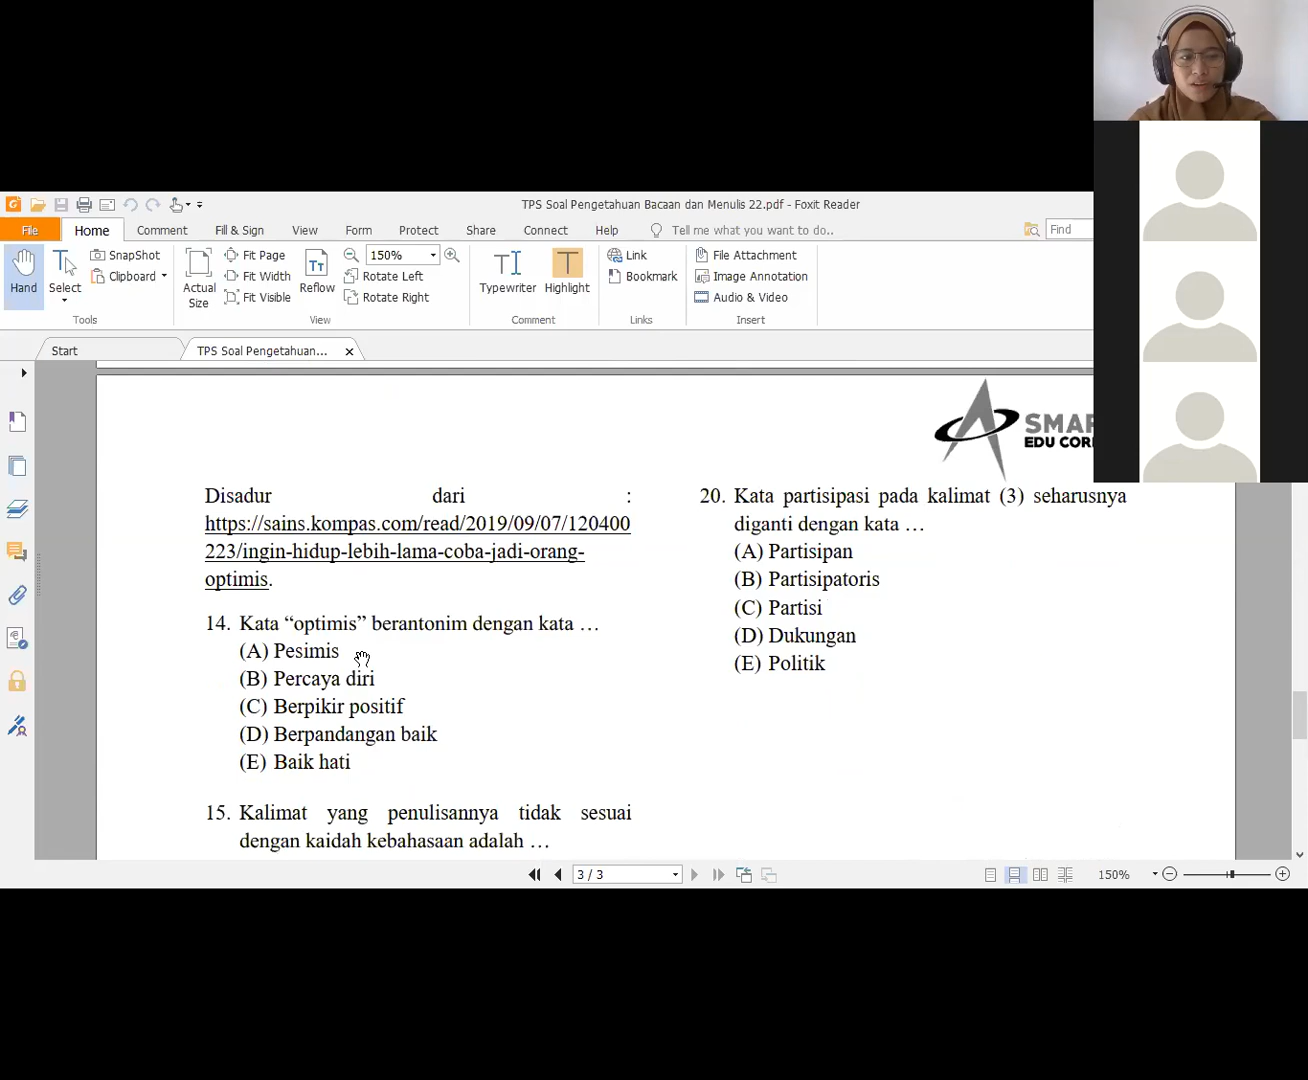 TPS Soal Pengetahuan Bacaan dan Menulis 22.pdf - Foxit Reader
File Home Comment Fill & Sign View Form Protect Share Connect Help Tell me what you want to do.. Find
Hand
Select
SnapShot
Clipboard
Tools
Actual
Size
Fit Page
Fit Width
Fit Visible
Reflow
150%
Rotate Left
Rotate Right
View
Typewriter
Highlight
Comment
Link
Bookmark
Links
File Attachment
Image Annotation
Audio & Video
Insert
Start
TPS Soal Pengetahuan...
EDU COR
Disadur dari :
https://sains.kompas.com/read/2019/09/07/120400
223/ingin-hidup-lebih-lama-coba-jadi-orang-
optimis.
14. Kata “optimis” berantonim dengan kata …
(A) Pesimis
(B) Percaya diri
(C) Berpikir positif
(D) Berpandangan baik
(E) Baik hati
15. Kalimat yang penulisannya tidak sesuai
dengan kaidah kebahasaan adalah …
20. Kata partisipasi pada kalimat (3) seharusnya
diganti dengan kata …
(A) Partisipan
(B) Partisipatoris
(C) Partisi
(D) Dukungan
(E) Politik
3 / 3
150%